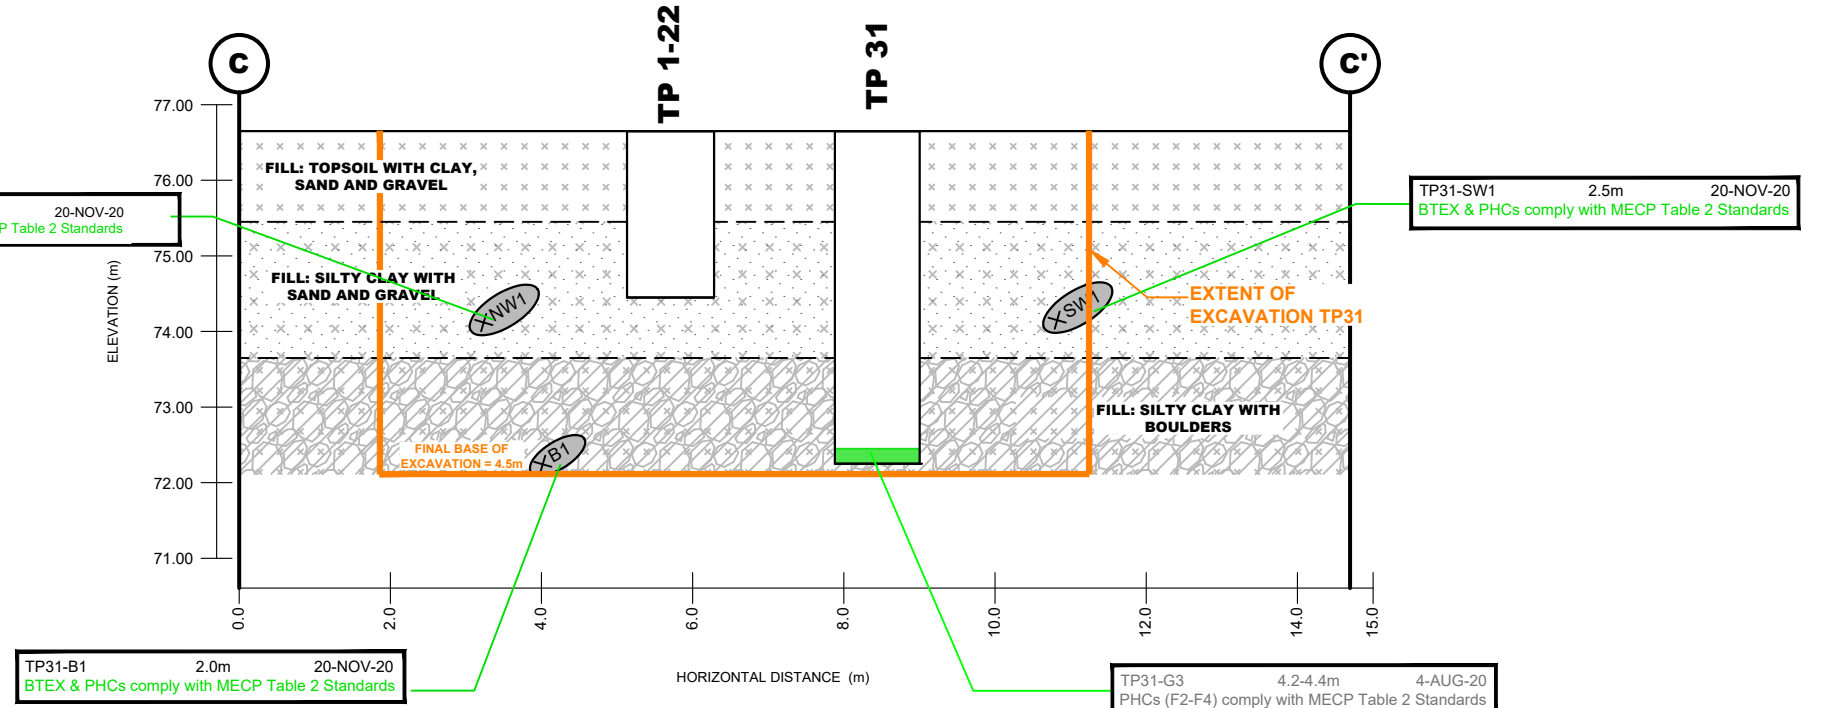 C
TP 1-22
TP 31
C'
77.00
76.00
75.00
74.00
73.00
72.00
71.00
ELEVATION (m)
FILL: TOPSOIL WITH CLAY,
SAND AND GRAVEL
20-NOV-20
P Table 2 Standards
TP31-SW1 2.5m 20-NOV-20
BTEX & PHCs comply with MECP Table 2 Standards
FILL: SILTY CLAY WITH
SAND AND GRAVEL
XNW1
XSW1
EXTENT OF
EXCAVATION TP31
FILL: SILTY CLAY WITH
BOULDERS
FINAL BASE OF
EXCAVATION = 4.5m
XB1
0.0
2.0
4.0
6.0
8.0
10.0
12.0
14.0
15.0
HORIZONTAL DISTANCE (m)
TP31-B1 2.0m 20-NOV-20
BTEX & PHCs comply with MECP Table 2 Standards
TP31-G3 4.2-4.4m 4-AUG-20
PHCs (F2-F4) comply with MECP Table 2 Standards